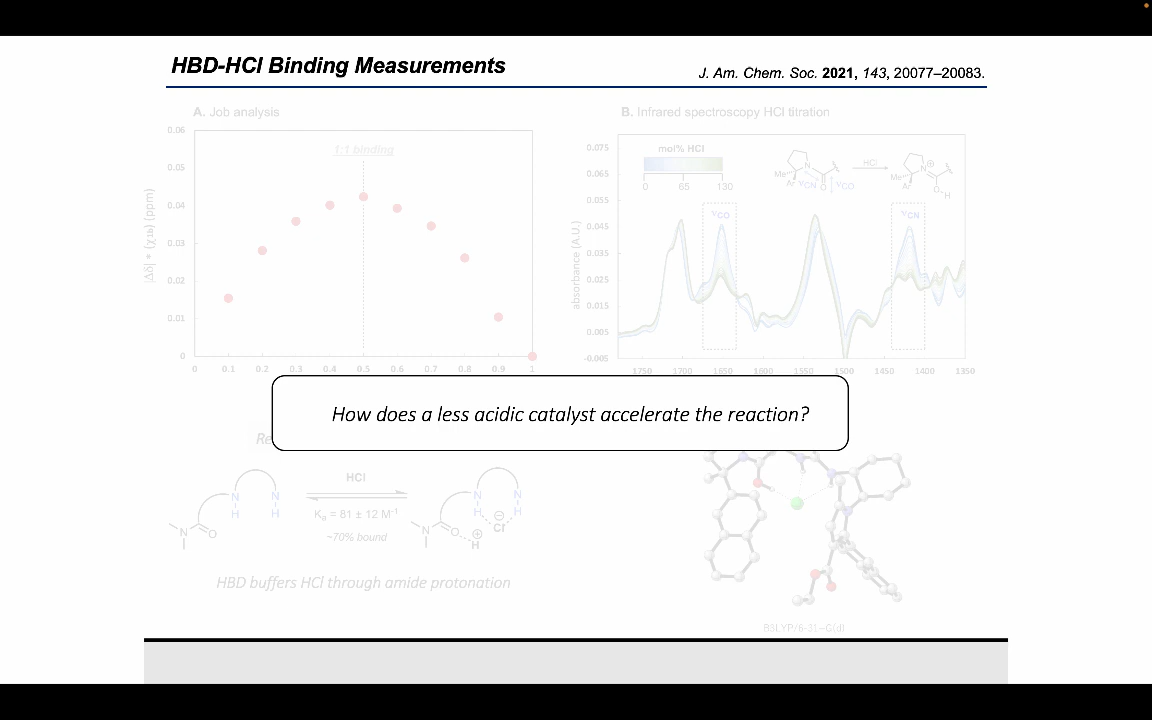 HBD-HCl Binding Measurements
J. Am. Chem. Soc. 2021, 143, 20077–20083.
A. Job analysis
0.06
0.05
0.04
0.03
0.02
0.01
0
|Δδ| * (χ1b) (ppm)
1:1 binding
0 0.1 0.2 0.3 0.4 0.5 0.6 0.7 0.8 0.9 1
B. Infrared spectroscopy HCl titration
0.075
0.065
0.055
0.045
0.035
0.025
0.015
0.005
-0.005
absorbance (A.U.)
mol% HCl
0 65 130
Me
Ar
N
O
νCN
νCO
HCl
Me
Ar
N
⊕
O
H
νCO
νCN
1750 1700 1650 1600 1550 1500 1450 1400 1350
How does a less acidic catalyst accelerate the reaction?
Re
N
O
N
H
N
H
HCl
Ka = 81 ± 12 M-1
~70% bound
N
O
⊕
H
N
H
N
H
⊖
Cl
HBD buffers HCl through amide protonation
B3LYP/6-31-G(d)